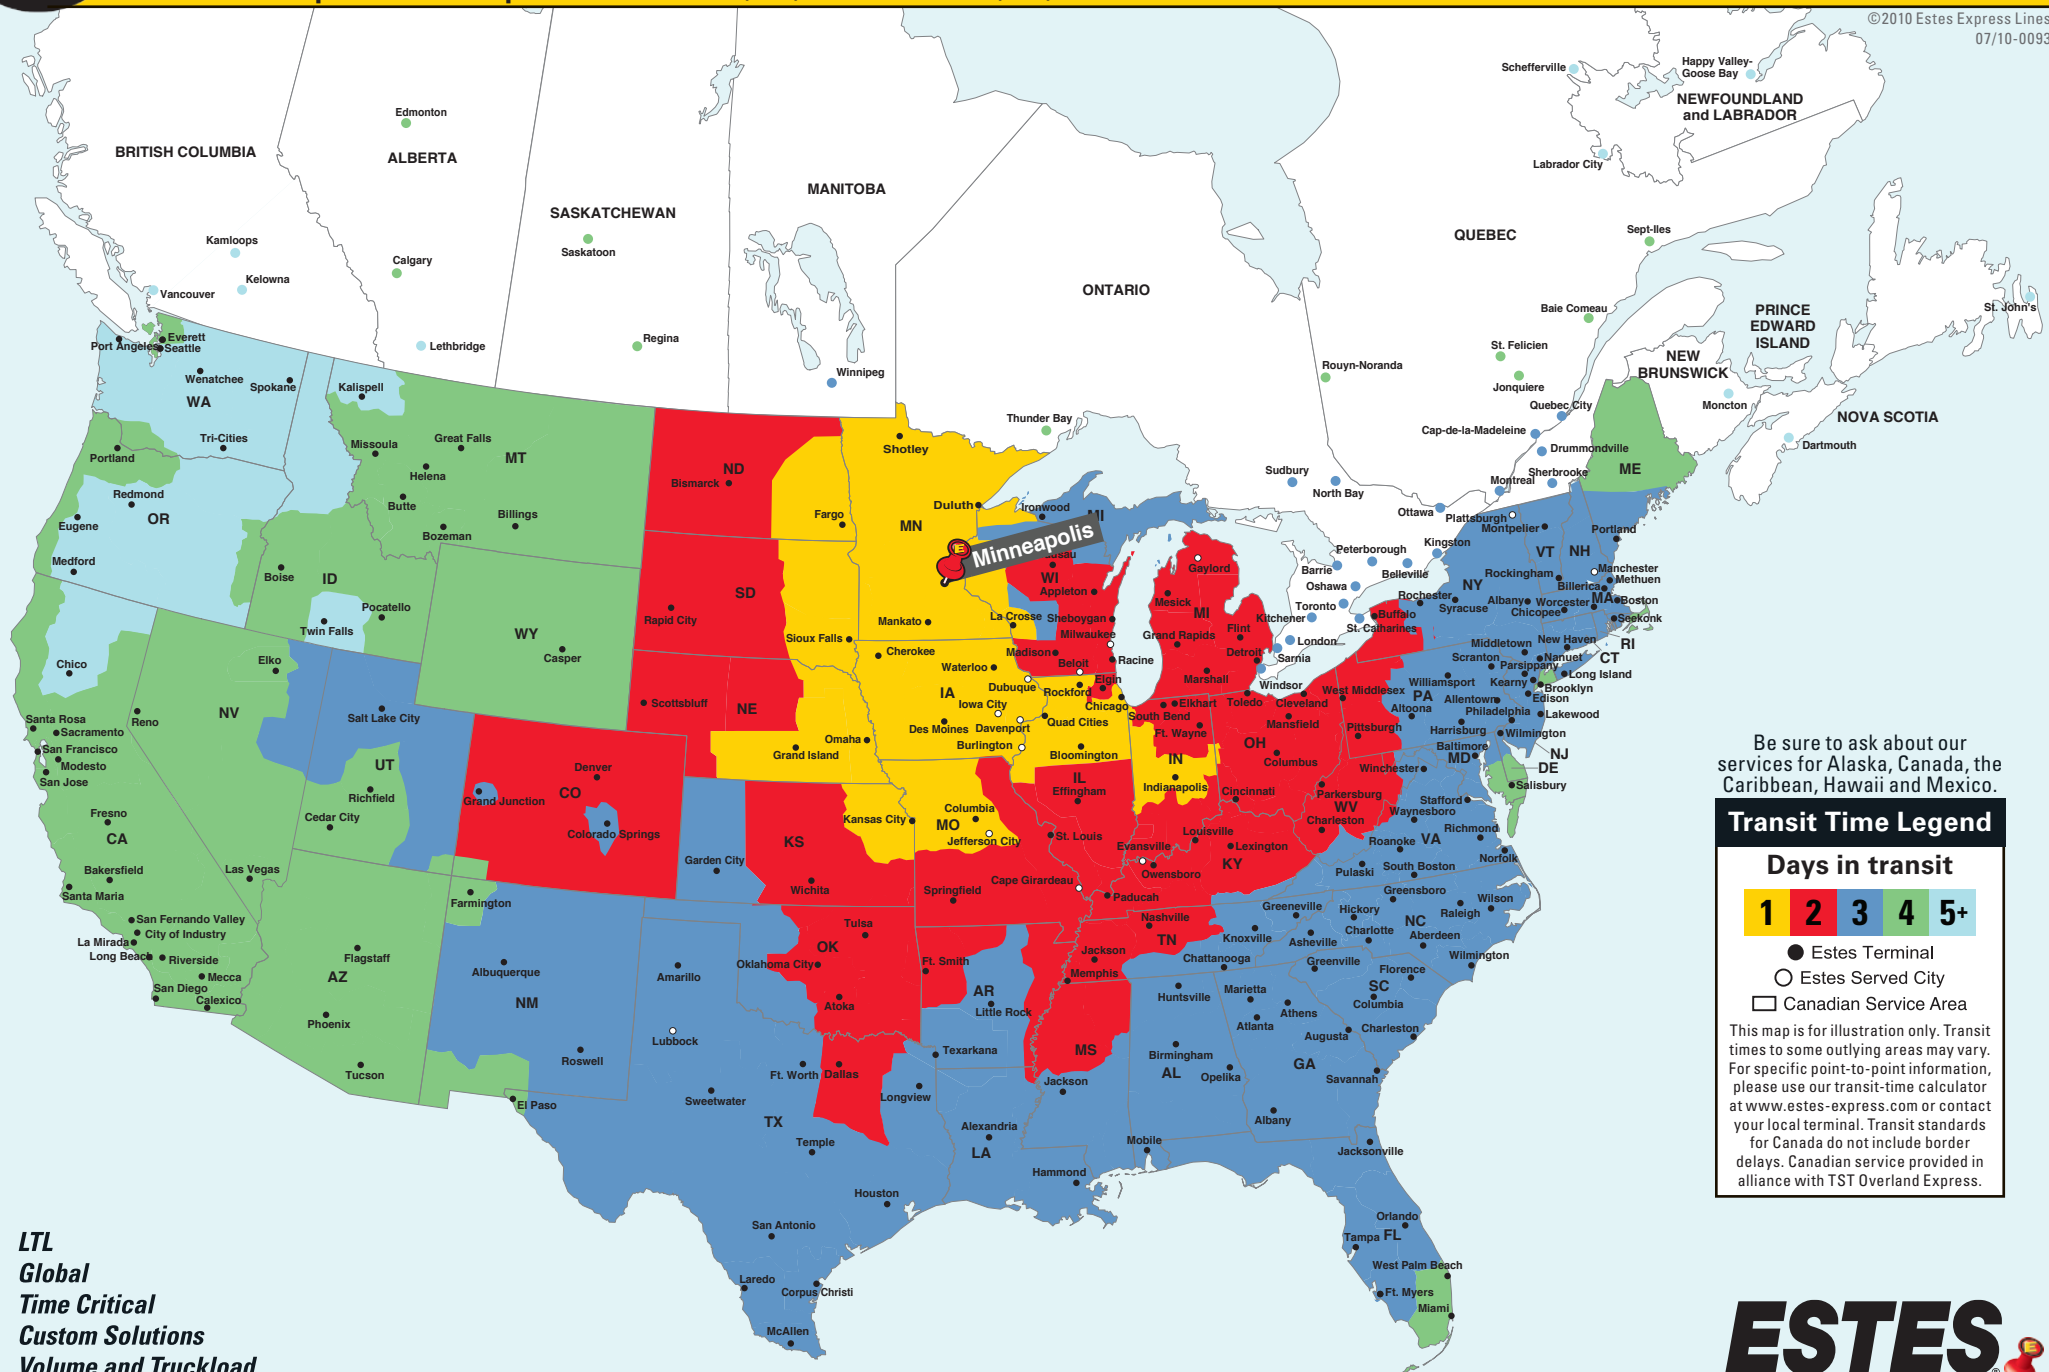 ©2010 Estes Express Lines
07/10-0093
Schefferville
Happy Valley-
Goose Bay
NEWFOUNDLAND
and LABRADOR
Labrador City
Edmonton
BRITISH COLUMBIA
ALBERTA
MANITOBA
SASKATCHEWAN
Saskatoon
Kamloops
Calgary
Kelowna
Vancouver
ONTARIO
QUEBEC
Sept-Iles
Baie Comeau
PRINCE
EDWARD
ISLAND
St. John's
Regina
Lethbridge
Winnipeg
St. Felicien
Rouyn-Noranda
Jonquiere
NEW
BRUNSWICK
Moncton
NOVA SCOTIA
Dartmouth
Quebec City
Cap-de-la-Madeleine
Drummondville
Sherbrooke
Montreal
Thunder Bay
Sudbury
North Bay
Ottawa
Kingston
Peterborough
Barrie
Belleville
Oshawa
Toronto
Kitchener
St. Catharines
London
Sarnia
Windsor
Everett
Port Angeles
Seattle
Wenatchee
Spokane
WA
Tri-Cities
Kalispell
Missoula
Great Falls
MT
Helena
Butte
Billings
Bozeman
Portland
Redmond
OR
Eugene
Medford
Boise
ID
Pocatello
Twin Falls
WY
Casper
Chico
Elko
NV
Reno
Santa Rosa
Sacramento
San Francisco
Modesto
San Jose
Fresno
CA
Bakersfield
Santa Maria
Las Vegas
San Fernando Valley
City of Industry
La Mirada
Long Beach
Riverside
Mecca
San Diego
Calexico
Salt Lake City
UT
Richfield
Cedar City
Flagstaff
AZ
Phoenix
Tucson
Denver
CO
Grand Junction
Colorado Springs
Farmington
Albuquerque
NM
Roswell
El Paso
ND
Bismarck
Fargo
SD
Rapid City
Sioux Falls
Scottsbluff
NE
Omaha
Grand Island
Garden City
KS
Wichita
Kansas City
Shotley
Duluth
MN
Minneapolis
Mankato
Cherokee
Waterloo
IA
Dubuque
Iowa City
Des Moines
Davenport
Burlington
Quad Cities
Ironwood
MI
WI
Appleton
La Crosse
Sheboygan
Milwaukee
Madison
Beloit
Racine
Elgin
Rockford
Chicago
Bloomington
IL
Effingham
Columbia
MO
Jefferson City
St. Louis
Cape Girardeau
Springfield
Gaylord
Mesick
MI
Grand Rapids
Flint
Detroit
Marshall
South Bend
Elkhart
Ft. Wayne
IN
Indianapolis
Evansville
Toledo
Cleveland
Mansfield
OH
Columbus
Cincinnati
Louisville
Lexington
KY
Owensboro
Paducah
Parkersburg
WV
Charleston
West Middlesex
Pittsburgh
Altoona
PA
Williamsport
Scranton
Allentown
Harrisburg
Philadelphia
Buffalo
Rochester
Syracuse
NY
Albany
Plattsburgh
Montpelier
VT
NH
ME
Portland
Manchester
Methuen
Rockingham
Billerica
MA
Boston
Worcester
Chicopee
Seekonk
RI
CT
New Haven
Middletown
Nanuet
Parsippany
Long Island
Kearny
Brooklyn
Edison
Lakewood
Wilmington
NJ
DE
Baltimore
MD
Salisbury
Winchester
Stafford
Waynesboro
Richmond
VA
Roanoke
Norfolk
South Boston
Pulaski
Greensboro
Wilson
Raleigh
Hickory
NC
Charlotte
Aberdeen
Asheville
Wilmington
Greeneville
Knoxville
Nashville
TN
Jackson
Memphis
Chattanooga
Greenville
Florence
SC
Columbia
Charleston
Tulsa
OK
Oklahoma City
Atoka
Ft. Smith
AR
Little Rock
Texarkana
Amarillo
Lubbock
Ft. Worth
Dallas
Longview
Sweetwater
TX
Temple
Houston
San Antonio
Laredo
Corpus Christi
McAllen
Alexandria
LA
Hammond
MS
Jackson
Huntsville
Birmingham
AL
Opelika
Mobile
Marietta
Athens
Atlanta
Augusta
GA
Savannah
Albany
Jacksonville
Orlando
Tampa
FL
West Palm Beach
Ft. Myers
Miami
Be sure to ask about our
services for Alaska, Canada, the
Caribbean, Hawaii and Mexico.
Transit Time Legend
Days in transit
1 2 3 4 5+
Estes Terminal
Estes Served City
Canadian Service Area
This map is for illustration only. Transit
times to some outlying areas may vary.
For specific point-to-point information,
please use our transit-time calculator
at www.estes-express.com or contact
your local terminal. Transit standards
for Canada do not include border
delays. Canadian service provided in
alliance with TST Overland Express.
LTL
Global
Time Critical
Custom Solutions
Volume and Truckload
ESTES